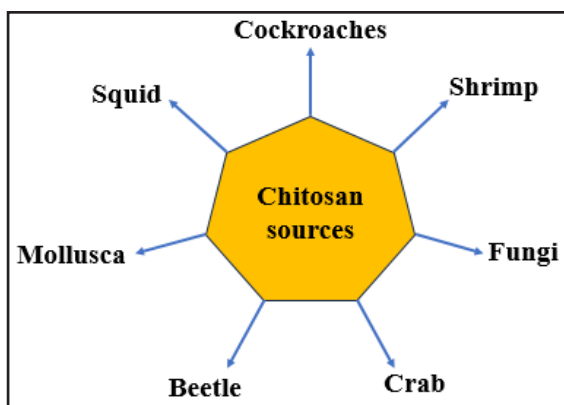 Cockroaches
Squid
Shrimp
Chitosan
sources
Mollusca
Fungi
Beetle
Crab